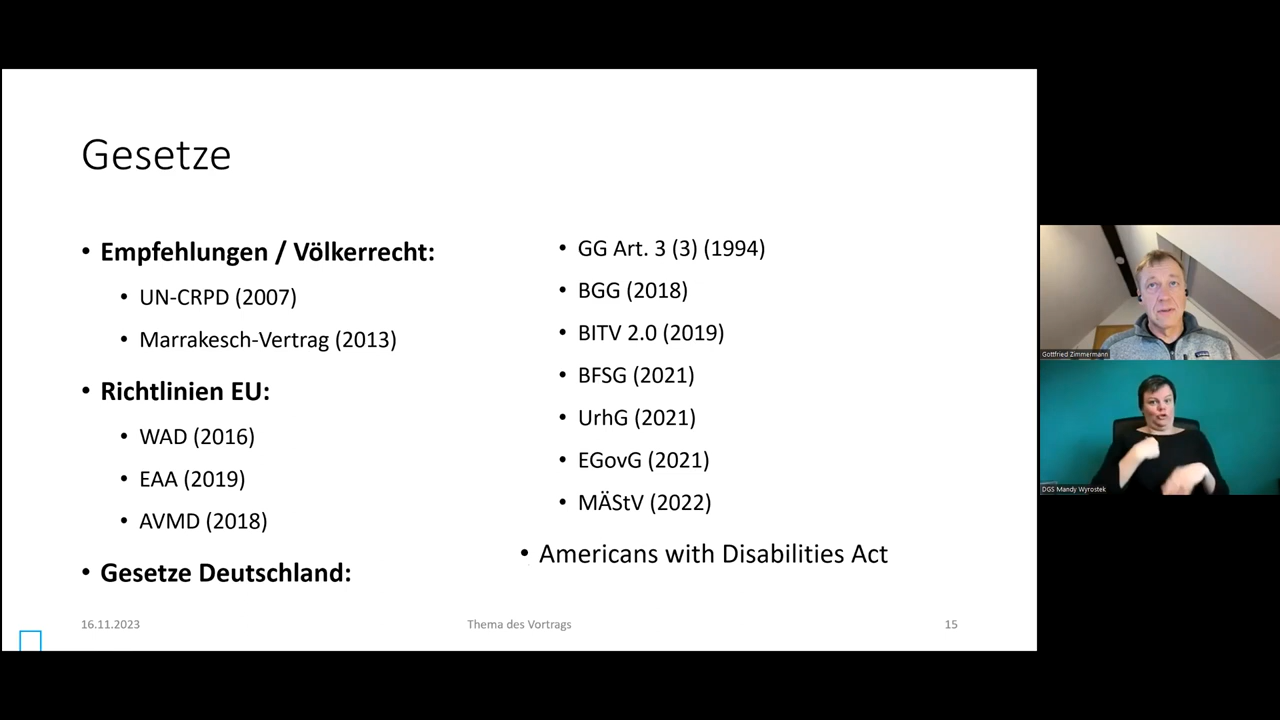 Gesetze
• Empfehlungen / Völkerrecht:
• UN-CRPD (2007)
• Marrakesch-Vertrag (2013)
• Richtlinien EU:
• WAD (2016)
• EAA (2019)
• AVMD (2018)
• Gesetze Deutschland:
• GG Art. 3 (3) (1994)
• BGG (2018)
• BITV 2.0 (2019)
• BFSG (2021)
• UrhG (2021)
• EGovG (2021)
• MÄStV (2022)
• Americans with Disabilities Act
16.11.2023
Thema des Vortrags
15
Gottfried Zimmermann
DGS Mandy Wyrostek